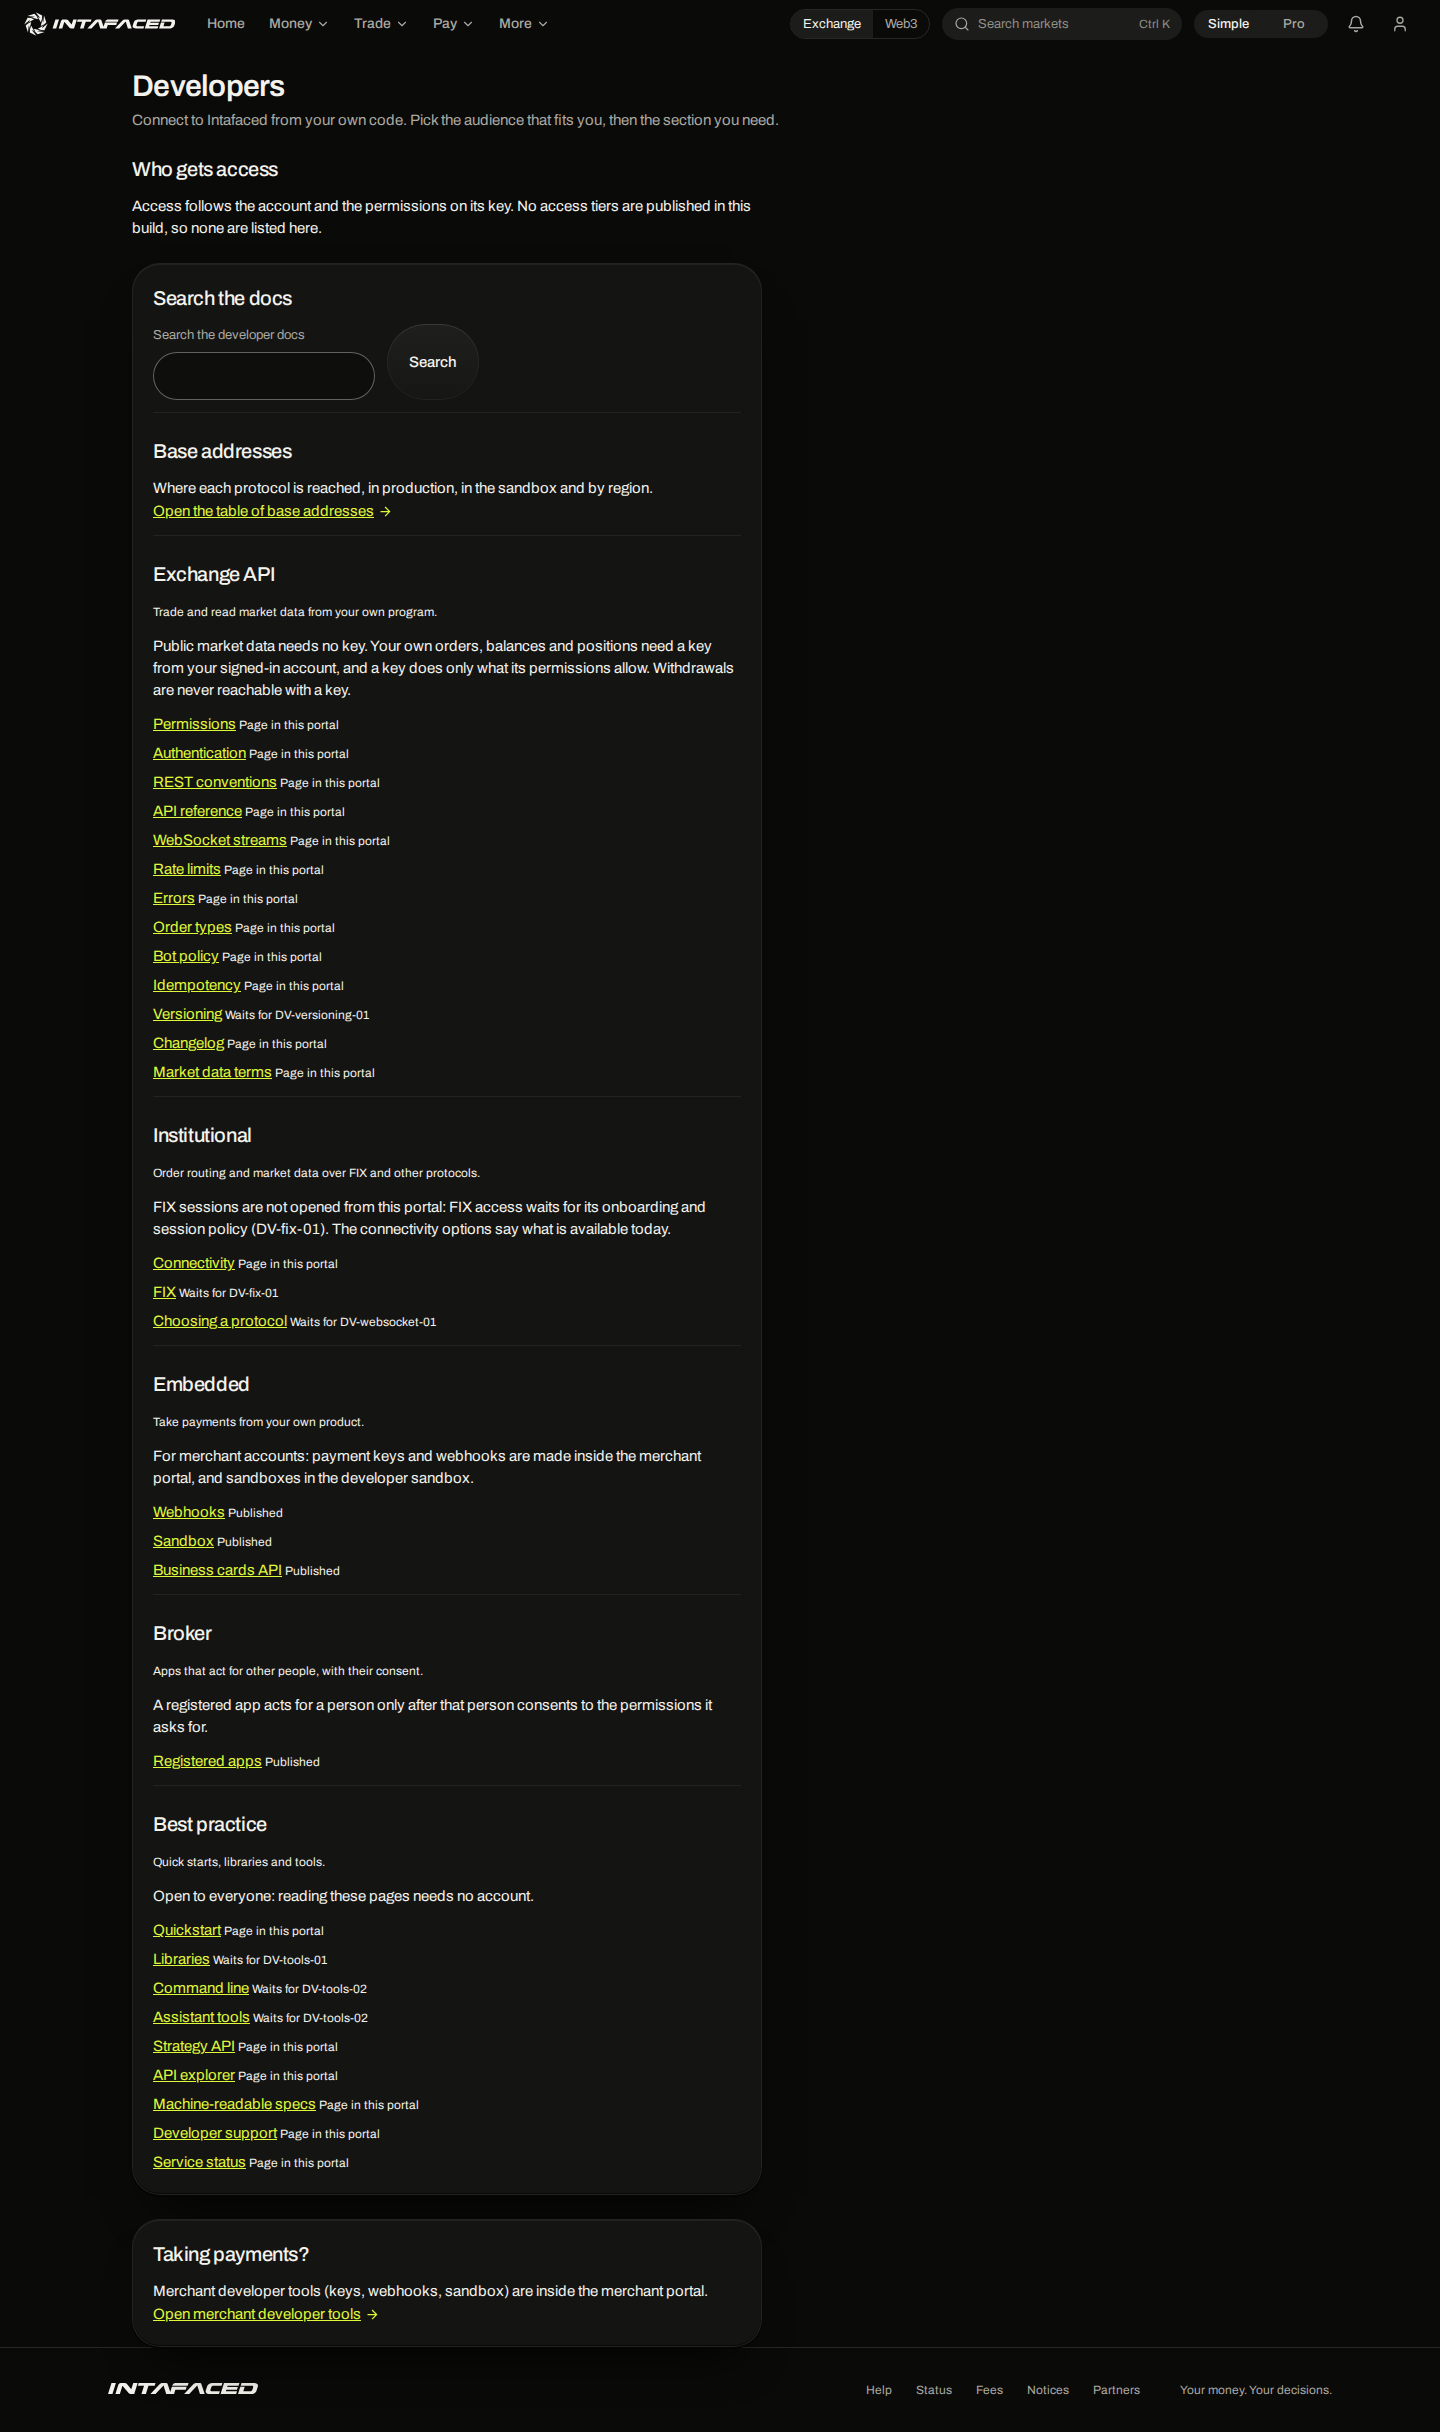 INTAFACED
Home
Money
Trade
Pay
More
Exchange
Web3
Search markets
Ctrl K
Simple
Pro
Developers
Connect to Intafaced from your own code. Pick the audience that fits you, then the section you need.
Who gets access
Access follows the account and the permissions on its key. No access tiers are published in this
build, so none are listed here.
Search the docs
Search the developer docs
Search
Base addresses
Where each protocol is reached, in production, in the sandbox and by region.
Open the table of base addresses →
Exchange API
Trade and read market data from your own program.
Public market data needs no key. Your own orders, balances and positions need a key
from your signed-in account, and a key does only what its permissions allow. Withdrawals
are never reachable with a key.
Permissions Page in this portal
Authentication Page in this portal
REST conventions Page in this portal
API reference Page in this portal
WebSocket streams Page in this portal
Rate limits Page in this portal
Errors Page in this portal
Order types Page in this portal
Bot policy Page in this portal
Idempotency Page in this portal
Versioning Waits for DV-versioning-01
Changelog Page in this portal
Market data terms Page in this portal
Institutional
Order routing and market data over FIX and other protocols.
FIX sessions are not opened from this portal: FIX access waits for its onboarding and
session policy (DV-fix-01). The connectivity options say what is available today.
Connectivity Page in this portal
FIX Waits for DV-fix-01
Choosing a protocol Waits for DV-websocket-01
Embedded
Take payments from your own product.
For merchant accounts: payment keys and webhooks are made inside the merchant
portal, and sandboxes in the developer sandbox.
Webhooks Published
Sandbox Published
Business cards API Published
Broker
Apps that act for other people, with their consent.
A registered app acts for a person only after that person consents to the permissions it
asks for.
Registered apps Published
Best practice
Quick starts, libraries and tools.
Open to everyone: reading these pages needs no account.
Quickstart Page in this portal
Libraries Waits for DV-tools-01
Command line Waits for DV-tools-02
Assistant tools Waits for DV-tools-02
Strategy API Page in this portal
API explorer Page in this portal
Machine-readable specs Page in this portal
Developer support Page in this portal
Service status Page in this portal
Taking payments?
Merchant developer tools (keys, webhooks, sandbox) are inside the merchant portal.
Open merchant developer tools →
INTAFACED
Help
Status
Fees
Notices
Partners
Your money. Your decisions.